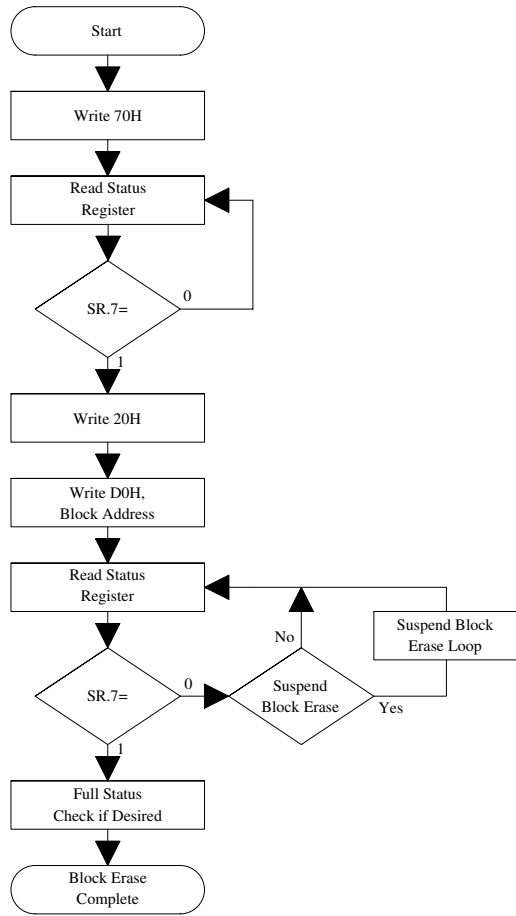 Start
Write 70H
Read Status
Register
SR.7=
0
1
Write 20H
Write D0H,
Block Address
Read Status
Register
No
Suspend Block
Erase Loop
SR.7=
0
Suspend
Block Erase
Yes
1
Full Status
Check if Desired
Block Erase
Complete